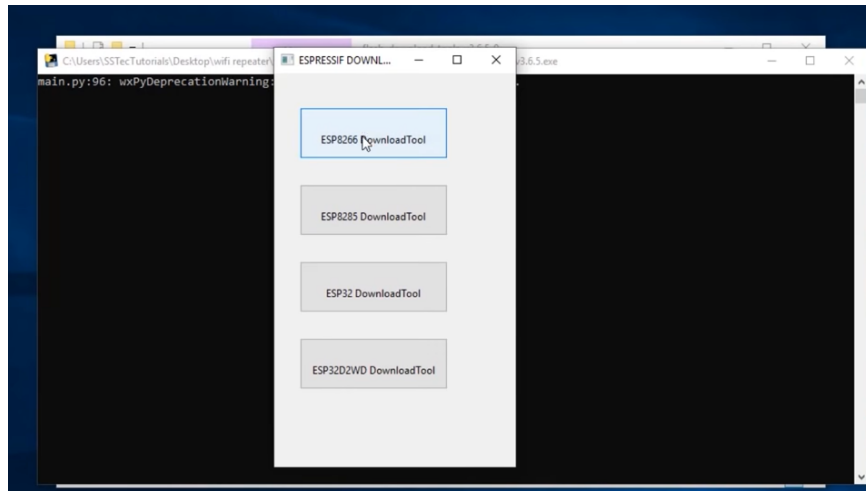 C:\Users\SSTecTutorials\Desktop\wifi repeater\
ESPRESSIF DOWNL...
v3.6.5.exe
main.py:96: wxPyDeprecationWarning:
ESP8266 DownloadTool
ESP8285 DownloadTool
ESP32 DownloadTool
ESP32D2WD DownloadTool